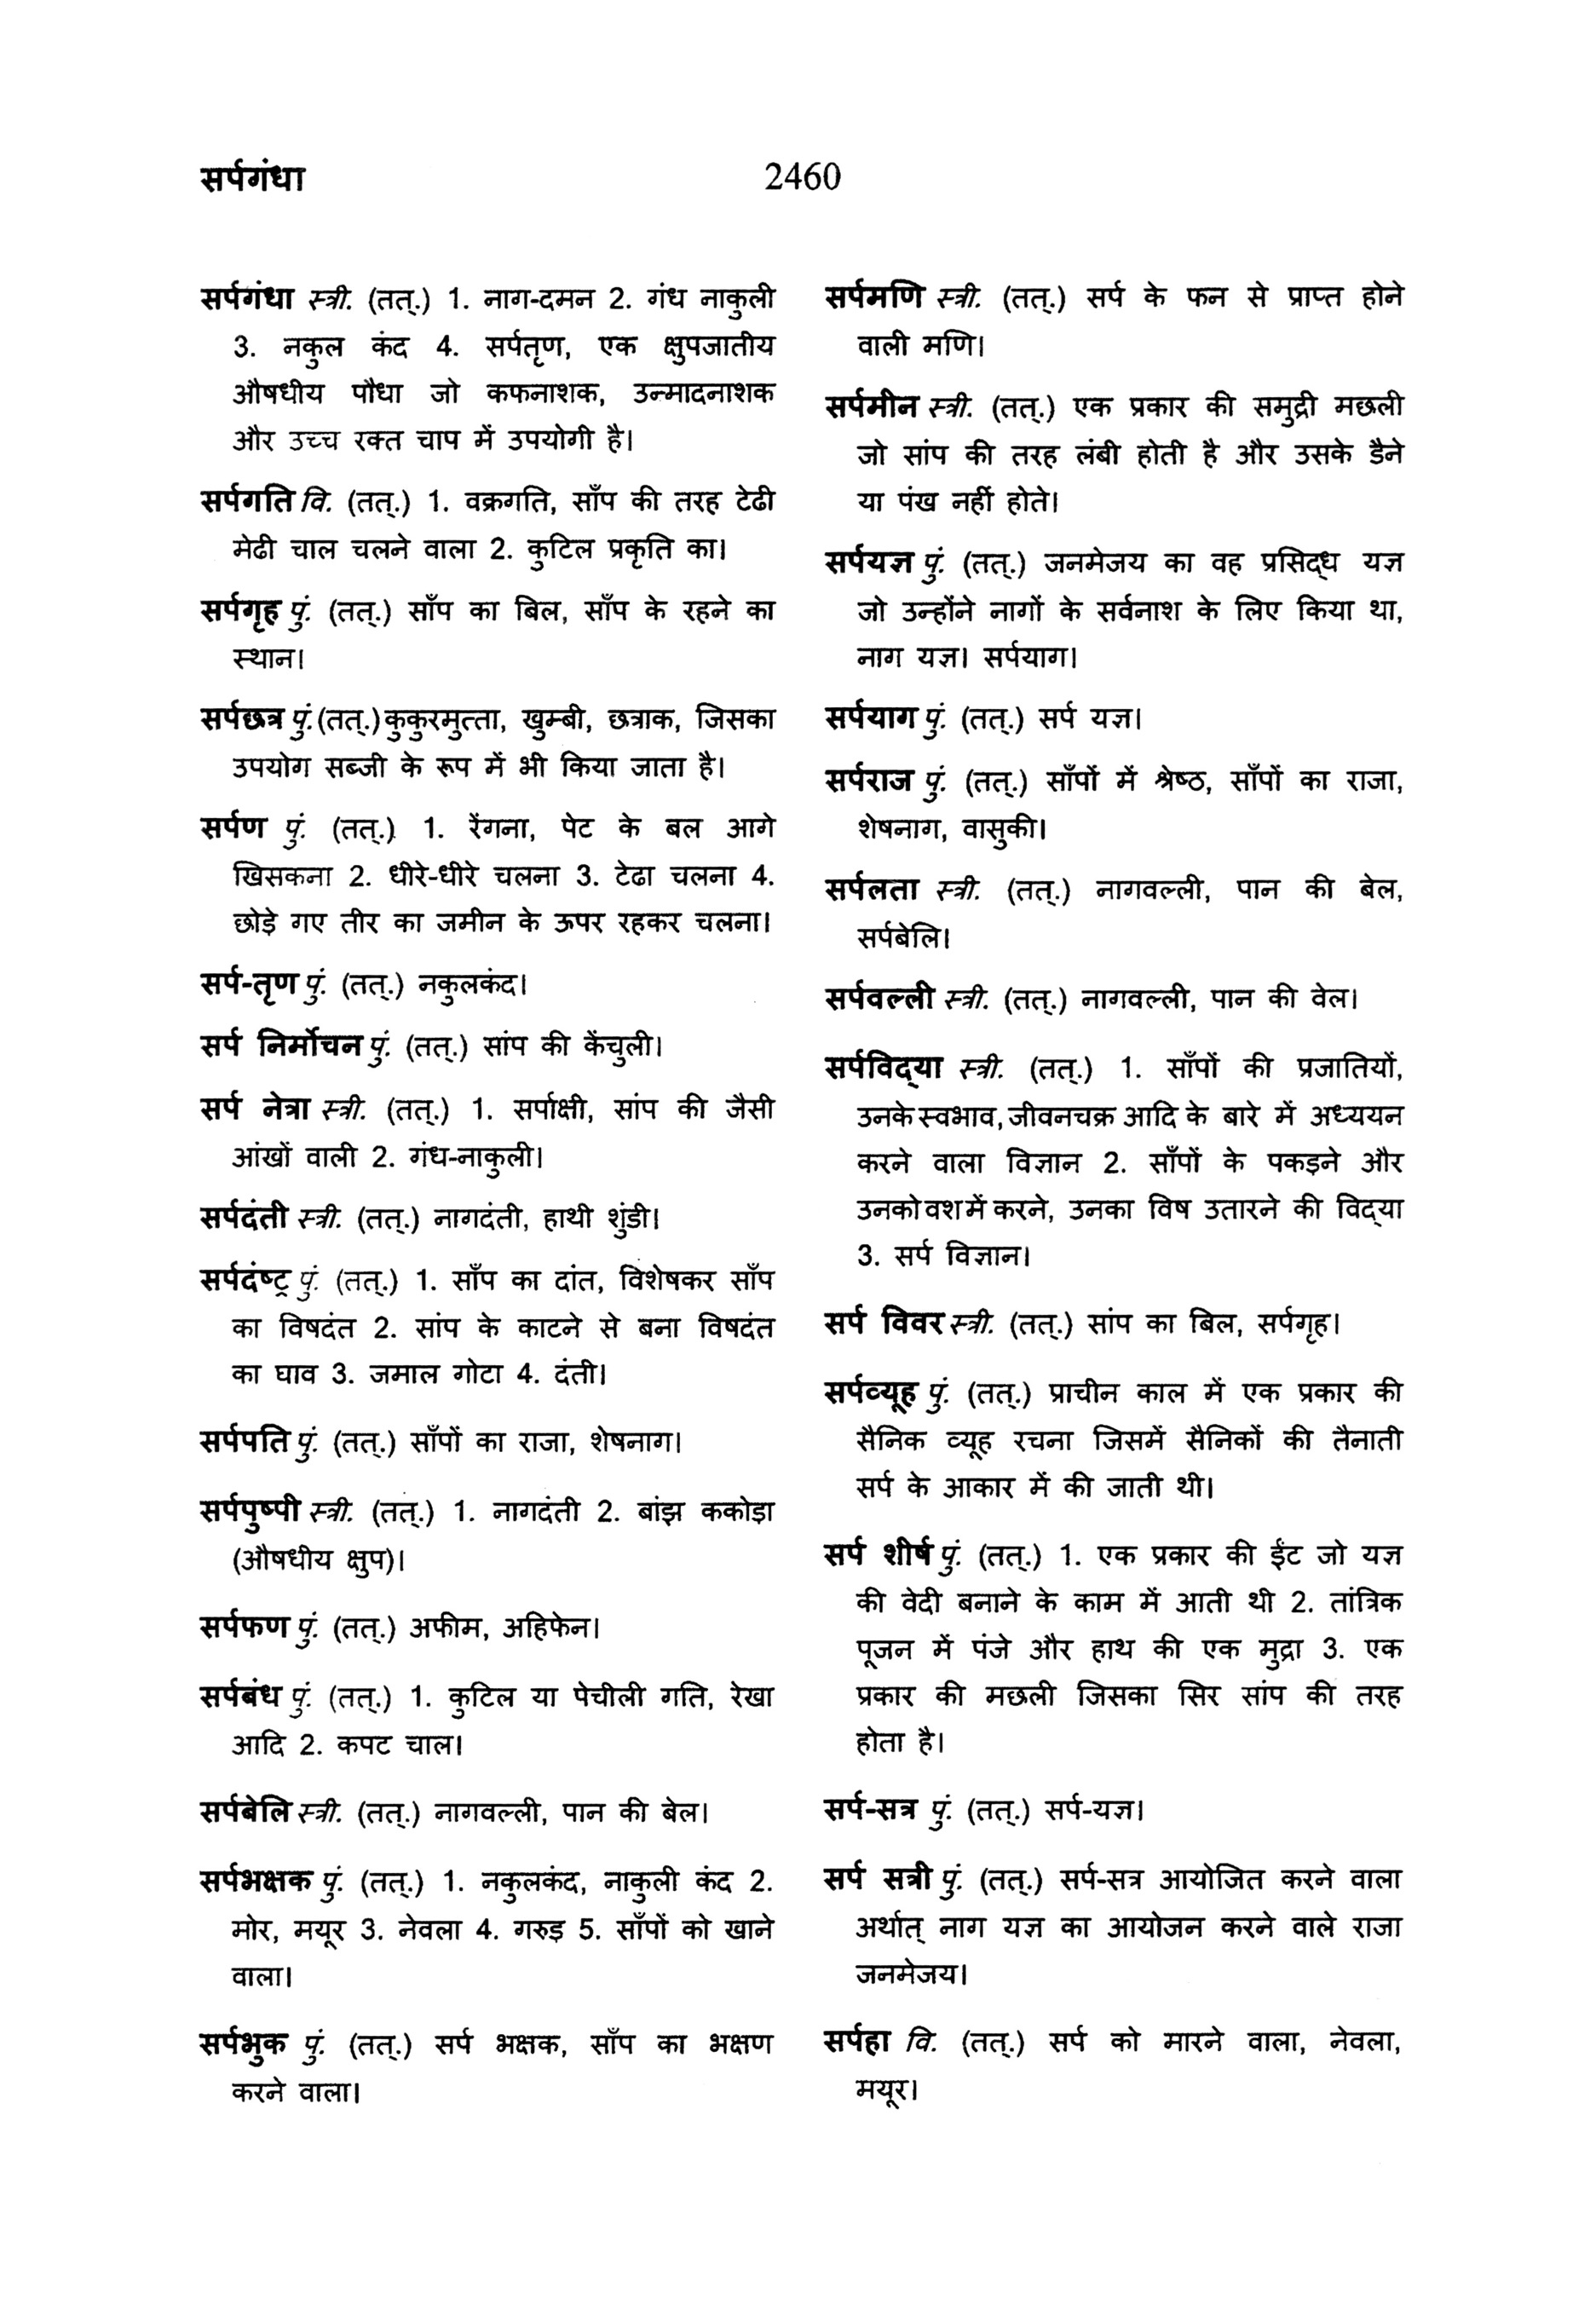 सर्पगंधा
2460
सर्पगंधा स्त्री. (तत्.) 1. नाग-दमन 2. गंध नाकुली
3. नकुल कंद 4. सर्पतृण, एक क्षुपजातीय
औषधीय पौधा जो कफनाशक, उन्मादनाशक
और उच्च रक्त चाप में उपयोगी है।
सर्पगति वि. (तत्.) 1. वक्रगति, साँप की तरह टेढी
मेढी चाल चलने वाला 2. कुटिल प्रकृति का।
सर्पगृह पुं. (तत्.) साँप का बिल, साँप के रहने का
स्थान।
सर्पछत्र पुं.(तत्.) कुकुरमुत्ता, खुम्बी, छत्राक, जिसका
उपयोग सब्जी के रूप में भी किया जाता है।
सर्पण पुं. (तत्.) 1. रेंगना, पेट के बल आगे
खिसकना 2. धीरे-धीरे चलना 3. टेढा चलना 4.
छोड़े गए तीर का जमीन के ऊपर रहकर चलना।
सर्प-तृण पुं. (तत्.) नकुलकंद।
सर्प निर्मोचन पुं. (तत्.) सांप की केंचुली।
सर्प नेत्रा स्त्री. (तत्.) 1. सर्पाक्षी, सांप की जैसी
आंखों वाली 2. गंध-नाकुली।
सर्पदंती स्त्री. (तत्.) नागदंती, हाथी शुंडी।
सर्पदंष्ट्र पुं. (तत्.) 1. साँप का दांत, विशेषकर साँप
का विषदंत 2. सांप के काटने से बना विषदंत
का घाव 3. जमाल गोटा 4. दंती।
सर्पपति पुं. (तत्.) साँपों का राजा, शेषनाग।
सर्पपुष्पी स्त्री. (तत्.) 1. नागदंती 2. बांझ ककोड़ा
(औषधीय क्षुप)।
सर्पफण पुं. (तत्.) अफीम, अहिफेन।
सर्पबंध पुं. (तत्.) 1. कुटिल या पेचीली गति, रेखा
आदि 2. कपट चाल।
सर्पबेलि स्त्री. (तत्.) नागवल्ली, पान की बेल।
सर्पभक्षक पुं. (तत्.) 1. नकुलकंद, नाकुली कंद 2.
मोर, मयूर 3. नेवला 4. गरुड़ 5. साँपों को खाने
वाला।
सर्पभुक पुं. (तत्.) सर्प भक्षक, साँप का भक्षण
करने वाला।
सर्पमणि स्त्री. (तत्.) सर्प के फन से प्राप्त होने
वाली मणि।
सर्पमीन स्त्री. (तत्.) एक प्रकार की समुद्री मछली
जो सांप की तरह लंबी होती है और उसके डैने
या पंख नहीं होते।
सर्पयज्ञ पुं. (तत्.) जनमेजय का वह प्रसिद्ध यज्ञ
जो उन्होंने नागों के सर्वनाश के लिए किया था,
नाग यज्ञ। सर्पयाग।
सर्पयाग पुं. (तत्.) सर्प यज्ञ।
सर्पराज पुं. (तत्.) साँपों में श्रेष्ठ, साँपों का राजा,
शेषनाग, वासुकी।
सर्पलता स्त्री. (तत्.) नागवल्ली, पान की बेल,
सर्पबेलि।
सर्पवल्ली स्त्री. (तत्.) नागवल्ली, पान की वेल।
सर्पविद्या स्त्री. (तत्.) 1. साँपों की प्रजातियों,
उनके स्वभाव, जीवनचक्र आदि के बारे में अध्ययन
करने वाला विज्ञान 2. साँपों के पकड़ने और
उनको वश में करने, उनका विष उतारने की विद्या
3. सर्प विज्ञान।
सर्प विवर स्त्री. (तत्.) सांप का बिल, सर्पगृह।
सर्पव्यूह पुं. (तत्.) प्राचीन काल में एक प्रकार की
सैनिक व्यूह रचना जिसमें सैनिकों की तैनाती
सर्प के आकार में की जाती थी।
सर्प शीर्ष पुं. (तत्.) 1. एक प्रकार की ईंट जो यज्ञ
की वेदी बनाने के काम में आती थी 2. तांत्रिक
पूजन में पंजे और हाथ की एक मुद्रा 3. एक
प्रकार की मछली जिसका सिर सांप की तरह
होता है।
सर्प-सत्र पुं. (तत्.) सर्प-यज्ञ।
सर्प सत्री पुं. (तत्.) सर्प-सत्र आयोजित करने वाला
अर्थात् नाग यज्ञ का आयोजन करने वाले राजा
जनमेजय।
सर्पहा वि. (तत्.) सर्प को मारने वाला, नेवला,
मयूर।